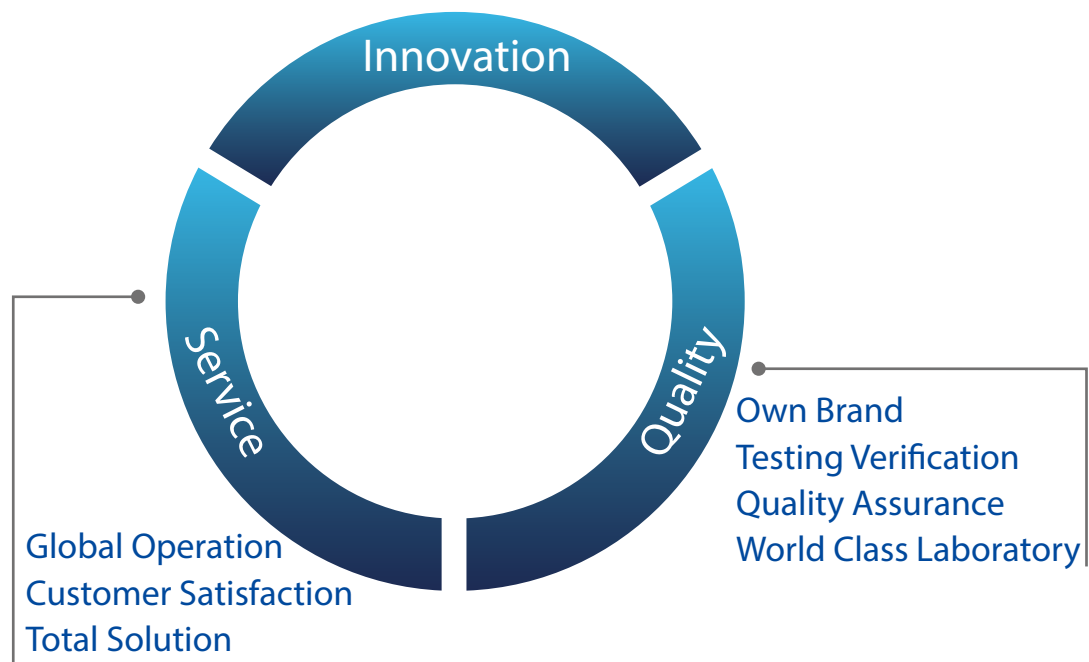 Innovation
Service
Quality
Own Brand
Testing Verification
Quality Assurance
World Class Laboratory
Global Operation
Customer Satisfaction
Total Solution